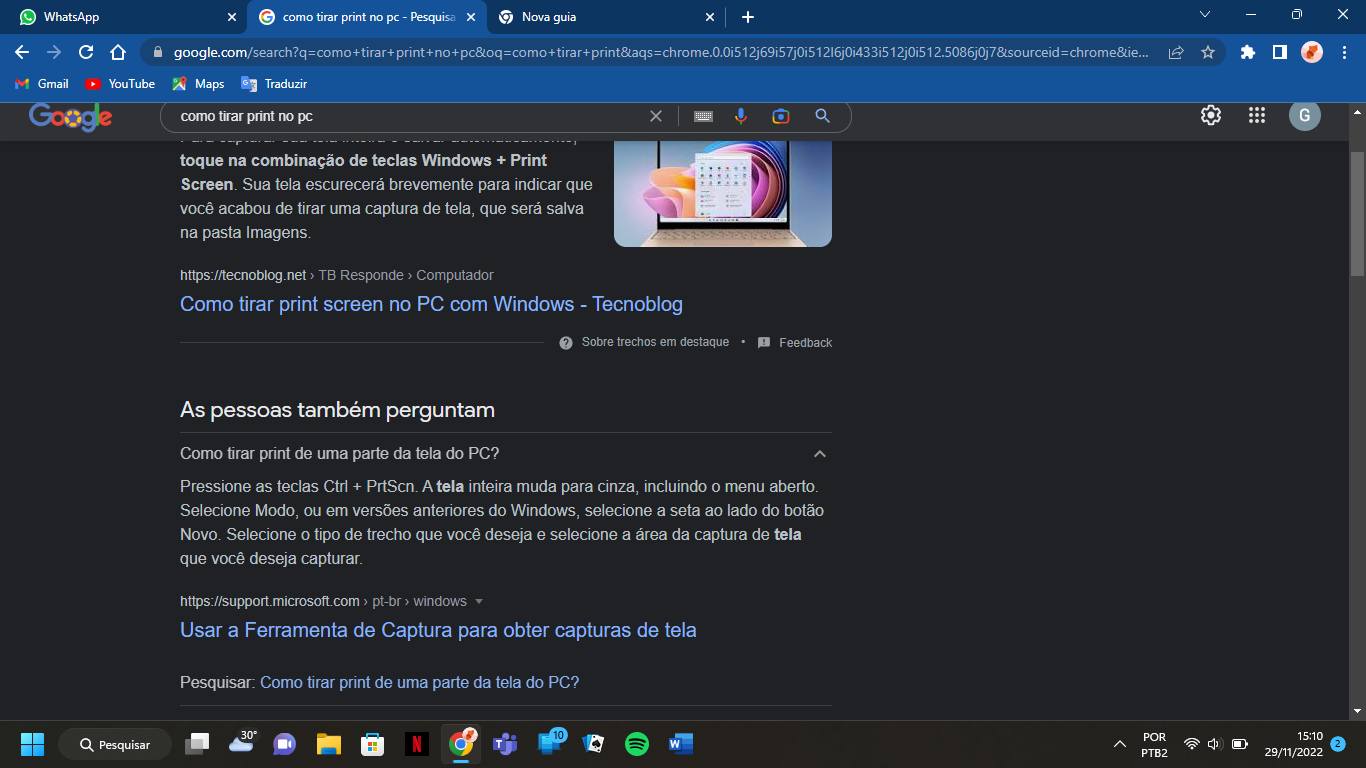 WhatsApp
como tirar print no pc - Pesquisa
Nova guia
google.com/search?q=como+tirar+print+no+pc&oq=como+tirar+print&aqs=chrome.0.0i512j69i57j0i512l6j0i433i512j0i512.5086j0j7&sourceid=chrome&ie...
Gmail
YouTube
Maps
Traduzir
Google
como tirar print no pc
G
toque na combinação de teclas Windows + Print
Screen. Sua tela escurecerá brevemente para indicar que
você acabou de tirar uma captura de tela, que será salva
na pasta Imagens.
https://tecnoblog.net › TB Responde › Computador
Como tirar print screen no PC com Windows - Tecnoblog
Sobre trechos em destaque • Feedback
As pessoas também perguntam
Como tirar print de uma parte da tela do PC?
Pressione as teclas Ctrl + PrtScn. A tela inteira muda para cinza, incluindo o menu aberto.
Selecione Modo, ou em versões anteriores do Windows, selecione a seta ao lado do botão
Novo. Selecione o tipo de trecho que você deseja e selecione a área da captura de tela
que você deseja capturar.
https://support.microsoft.com › pt-br › windows
Usar a Ferramenta de Captura para obter capturas de tela
Pesquisar: Como tirar print de uma parte da tela do PC?
Pesquisar
30°
10
POR
PTB2
15:10
29/11/2022
2